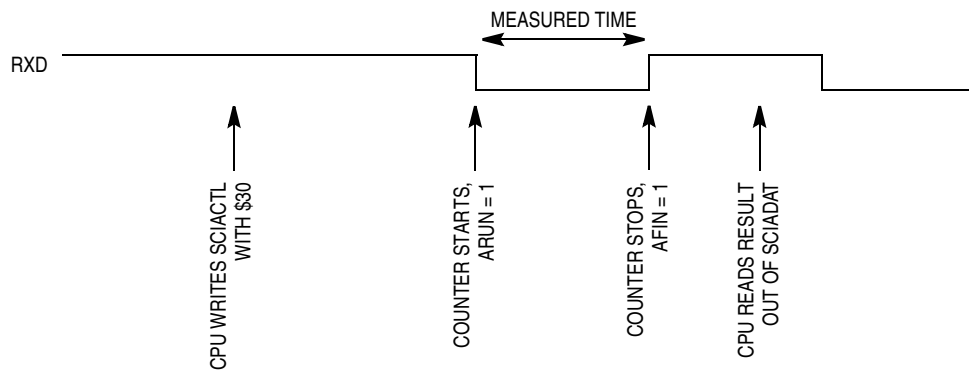 MEASURED TIME
RXD
CPU WRITES SCIACTL
WITH $30
COUNTER STARTS,
ARUN = 1
COUNTER STOPS,
AFIN = 1
CPU READS RESULT
OUT OF SCIADAT